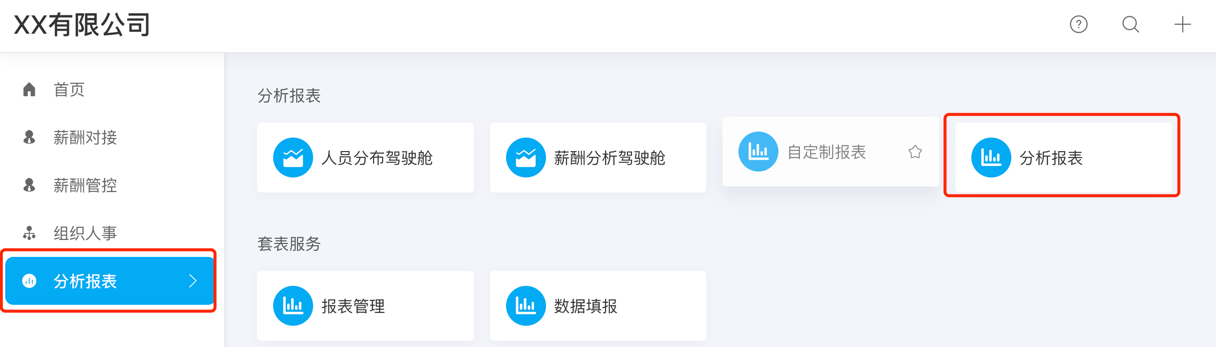 XX有限公司
首页
薪酬对接
薪酬管控
组织人事
分析报表
分析报表
人员分布驾驶舱
薪酬分析驾驶舱
自定制报表
分析报表
套表服务
报表管理
数据填报